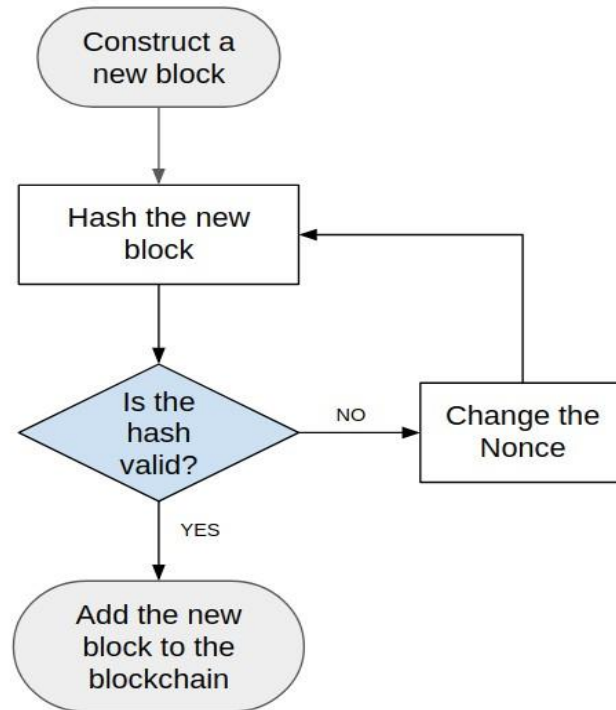 Construct a
new block
Hash the new
block
Is the
hash
valid?
NO
Change the
Nonce
YES
Add the new
block to the
blockchain